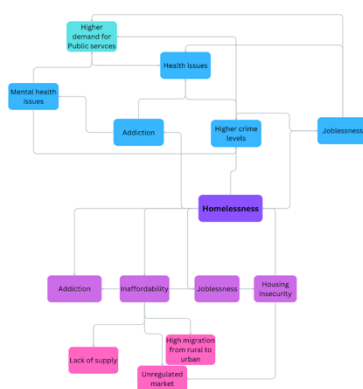 Higher
demand for
Public servces
Health issues
Mental health
issues
Addiction
Higher crime
levels
Joblessness
Homelessness
Addiction
Inaffordability
Joblessness
Housing
insecurity
Lack of supply
High migration
from rural to
urban
Unregulated
market